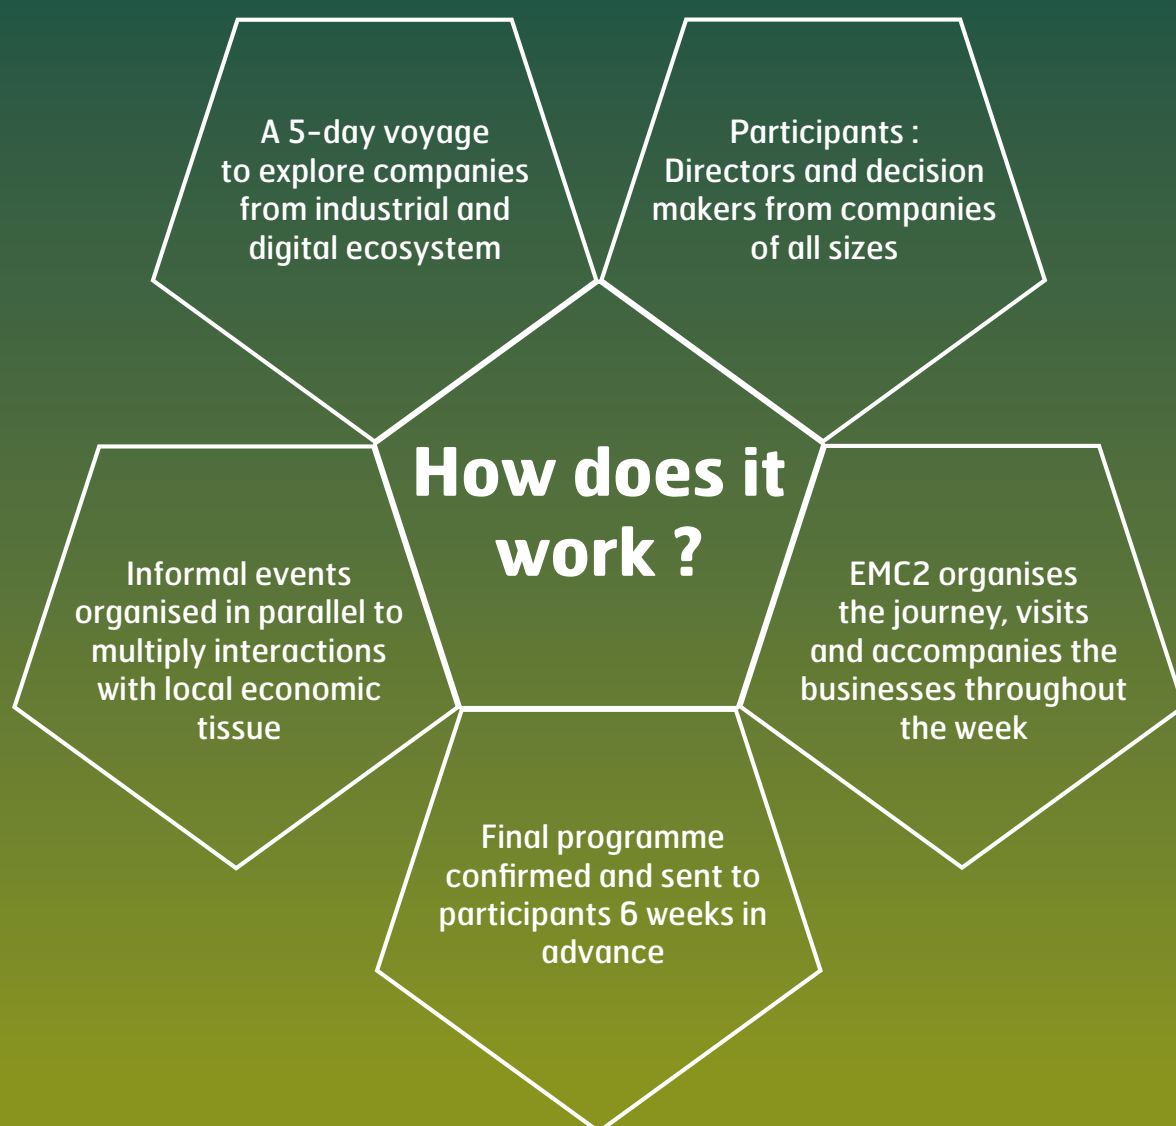 A 5-day voyage
to explore companies
from industrial and
digital ecosystem
Participants :
Directors and decision
makers from companies
of all sizes
How does it
work ?
Informal events
organised in parallel to
multiply interactions
with local economic
tissue
EMC2 organises
the journey, visits
and accompanies the
businesses throughout
the week
Final programme
confirmed and sent to
participants 6 weeks in
advance